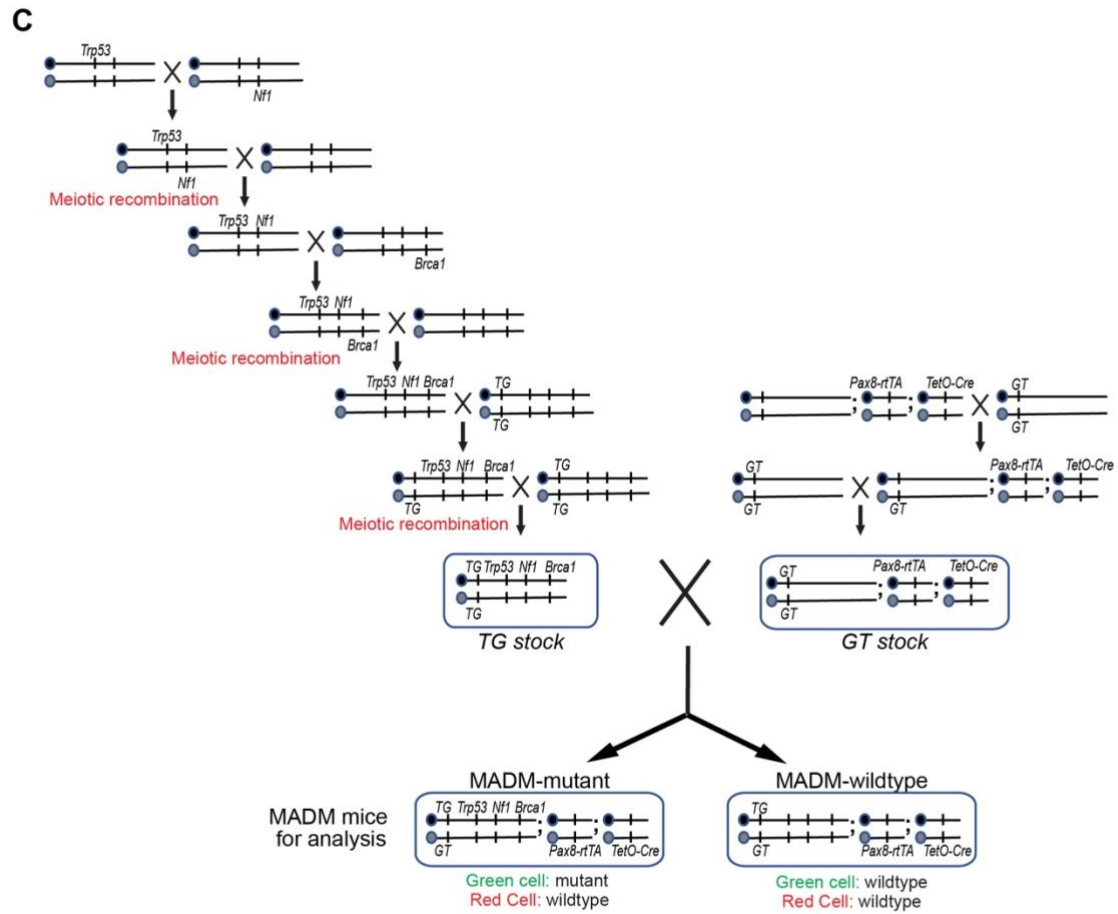 C
Trp53
Nf1
Trp53
Nf1
Meiotic recombination
Trp53 Nf1
Brca1
Trp53 Nf1
Brca1
Meiotic recombination
Trp53 Nf1 Brca1
TG
TG
Pax8-rtTA
TetO-Cre
GT
;
;
GT
Trp53 Nf1 Brca1
TG
TG
TG
Meiotic recombination
GT
Pax8-rtTA
TetO-Cre
;
;
GT
GT
TG Trp53 Nf1 Brca1
TG
TG stock
GT
Pax8-rtTA
TetO-Cre
;
;
GT
GT stock
MADM mice
for analysis
MADM-mutant
TG Trp53 Nf1 Brca1
;
;
GT
Pax8-rtTA
TetO-Cre
Green cell: mutant
Red Cell: wildtype
MADM-wildtype
TG
;
;
GT
Pax8-rtTA
TetO-Cre
Green cell: wildtype
Red Cell: wildtype